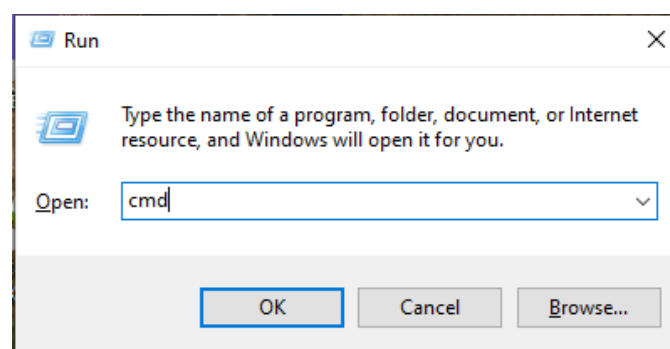 Run
Type the name of a program, folder, document, or Internet
resource, and Windows will open it for you.
Open: cmd
OK Cancel Browse...